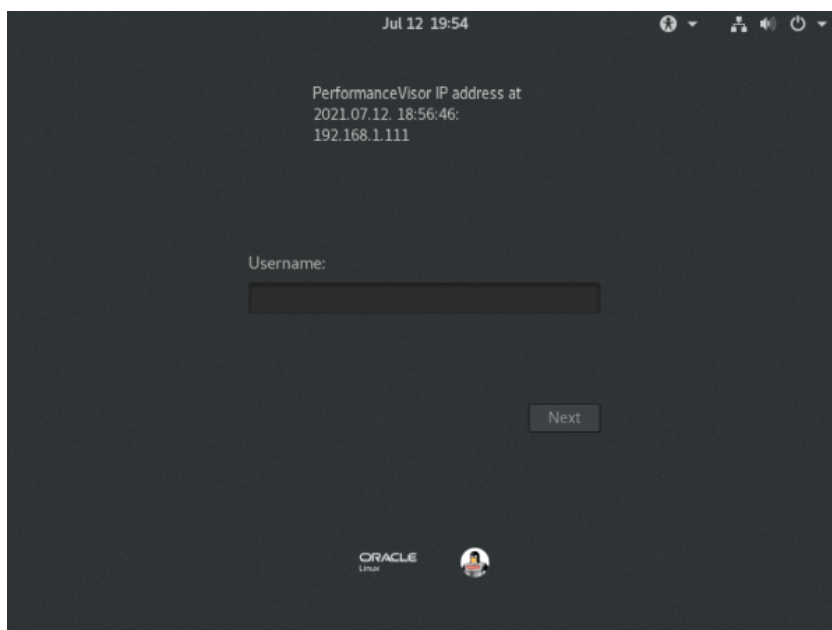 Jul 12 19:54
PerformanceVisor IP address at
2021.07.12. 18:56:46:
192.168.1.111
Username:
Next
ORACLE
Linux